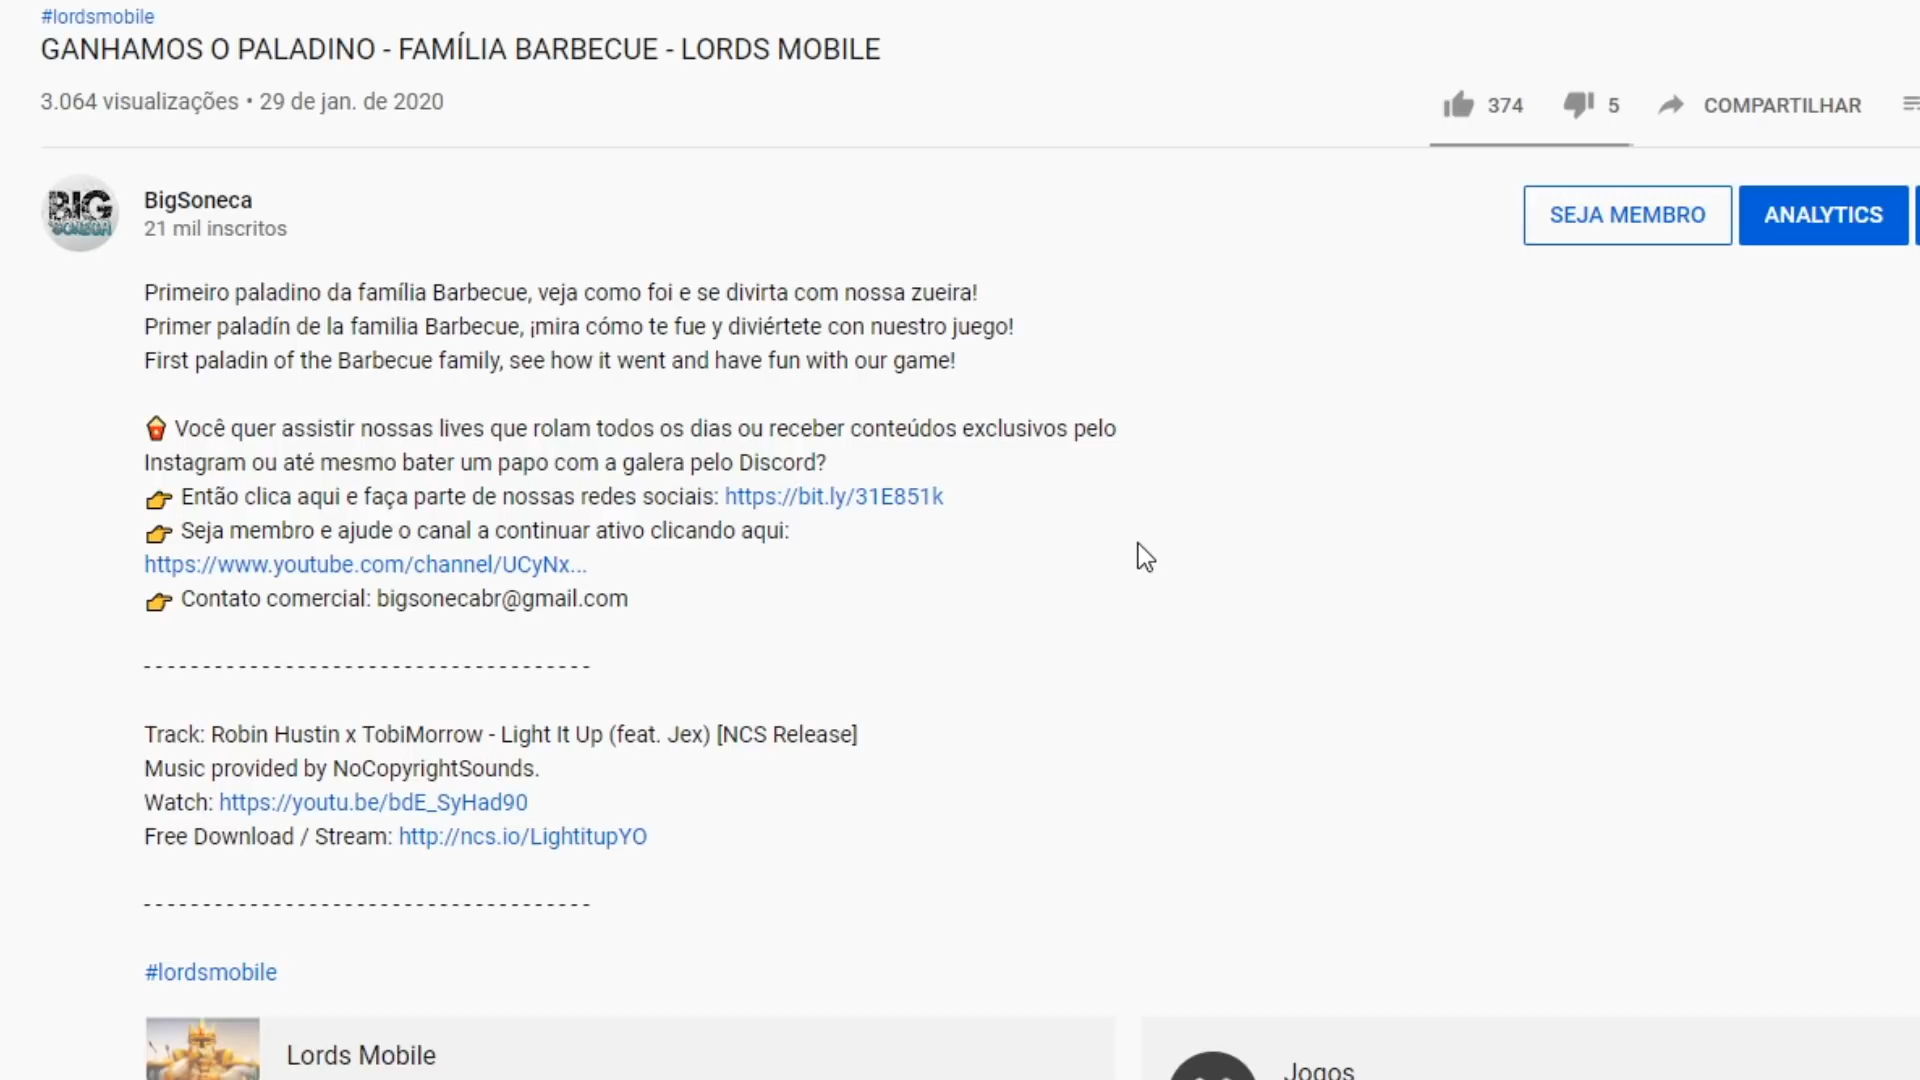 #lordsmobile
GANHAMOS O PALADINO - FAMÍLIA BARBECUE - LORDS MOBILE
3.064 visualizações • 29 de jan. de 2020
374 5 COMPARTILHAR
BIG
SONECA
BigSoneca
21 mil inscritos
SEJA MEMBRO ANALYTICS
Primeiro paladino da família Barbecue, veja como foi e se divirta com nossa zueira!
Primer paladín de la familia Barbecue, ¡mira cómo te fue y diviértete con nuestro juego!
First paladin of the Barbecue family, see how it went and have fun with our game!
Você quer assistir nossas lives que rolam todos os dias ou receber conteúdos exclusivos pelo
Instagram ou até mesmo bater um papo com a galera pelo Discord?
Então clica aqui e faça parte de nossas redes sociais: https://bit.ly/31E851k
Seja membro e ajude o canal a continuar ativo clicando aqui:
https://www.youtube.com/channel/UCyNx...
Contato comercial: bigsonecabr@gmail.com
- - - - - - - - - - - - - - - - - - - - - - - - - - - - - - - - - - - - - -
Track: Robin Hustin x TobiMorrow - Light It Up (feat. Jex) [NCS Release]
Music provided by NoCopyrightSounds.
Watch: https://youtu.be/bdE_SyHad90
Free Download / Stream: http://ncs.io/LightitupYO
- - - - - - - - - - - - - - - - - - - - - - - - - - - - - - - - - - - - - -
#lordsmobile
Lords Mobile
Jogos